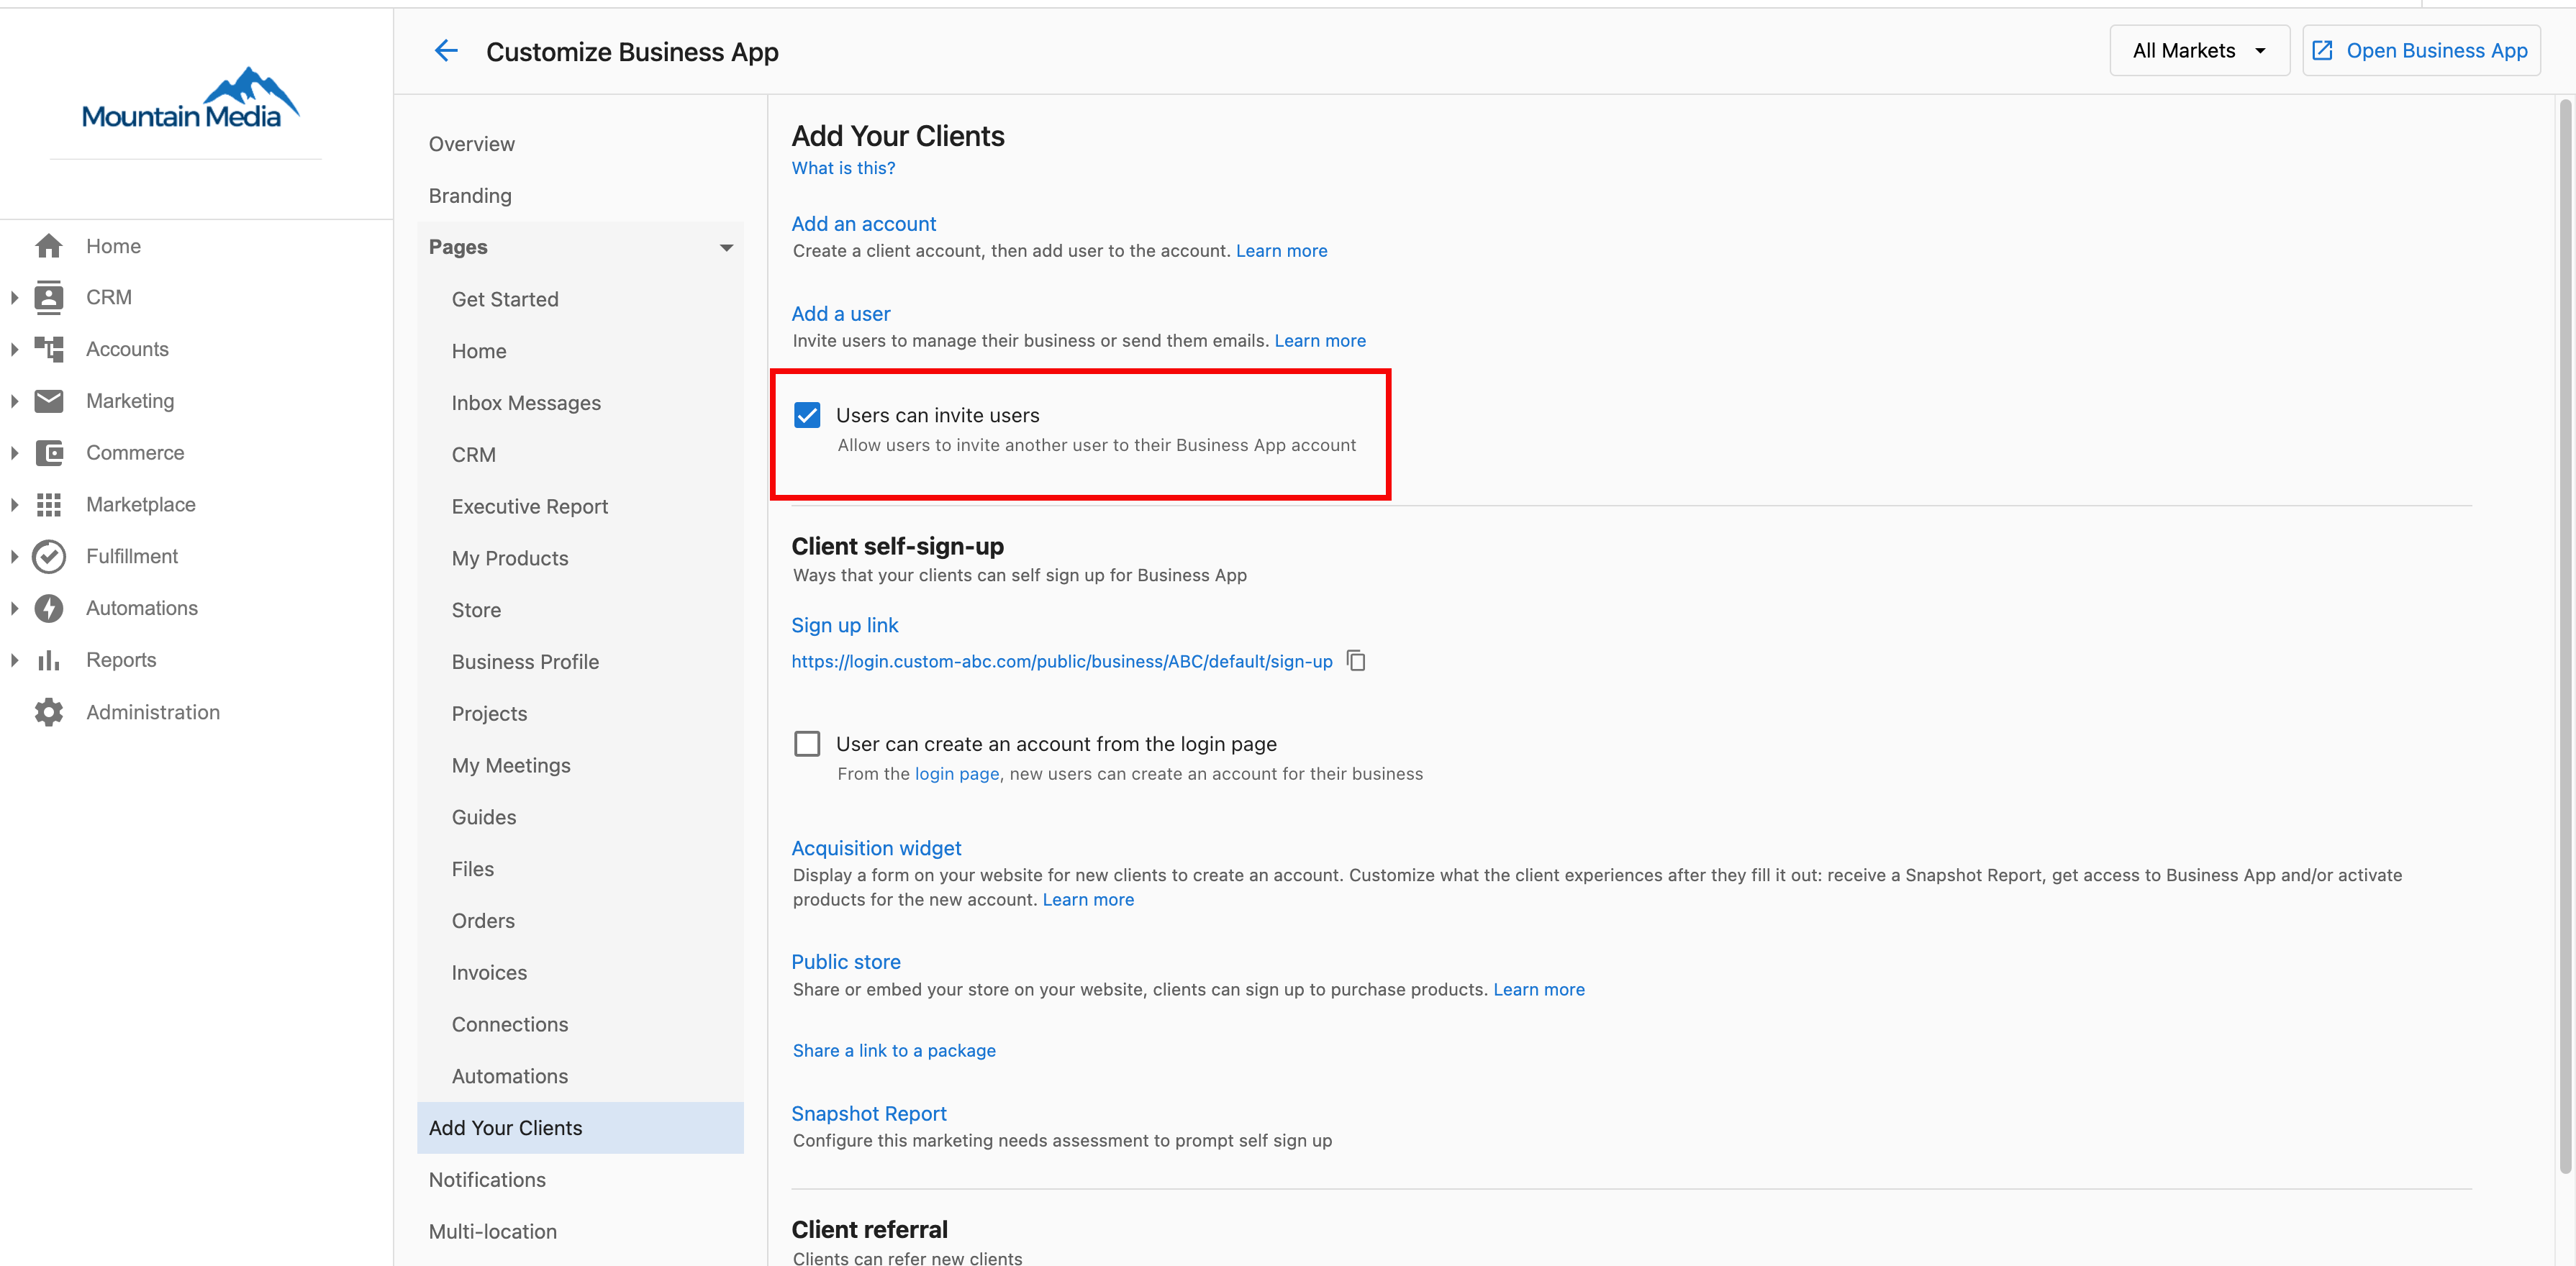 Mountain Media
Home
CRM
Accounts
Marketing
Commerce
Marketplace
Fulfillment
Automations
Reports
Administration
Customize Business App
All Markets
Open Business App
Overview
Branding
Pages
Get Started
Home
Inbox Messages
CRM
Executive Report
My Products
Store
Business Profile
Projects
My Meetings
Guides
Files
Orders
Invoices
Connections
Automations
Add Your Clients
Notifications
Multi-location
Add Your Clients
What is this?
Add an account
Create a client account, then add user to the account. Learn more
Add a user
Invite users to manage their business or send them emails. Learn more
Users can invite users
Allow users to invite another user to their Business App account
Client self-sign-up
Ways that your clients can self sign up for Business App
Sign up link
https://login.custom-abc.com/public/business/ABC/default/sign-up
User can create an account from the login page
From the login page, new users can create an account for their business
Acquisition widget
Display a form on your website for new clients to create an account. Customize what the client experiences after they fill it out: receive a Snapshot Report, get access to Business App and/or activate
products for the new account. Learn more
Public store
Share or embed your store on your website, clients can sign up to purchase products. Learn more
Share a link to a package
Snapshot Report
Configure this marketing needs assessment to prompt self sign up
Client referral
Clients can refer new clients